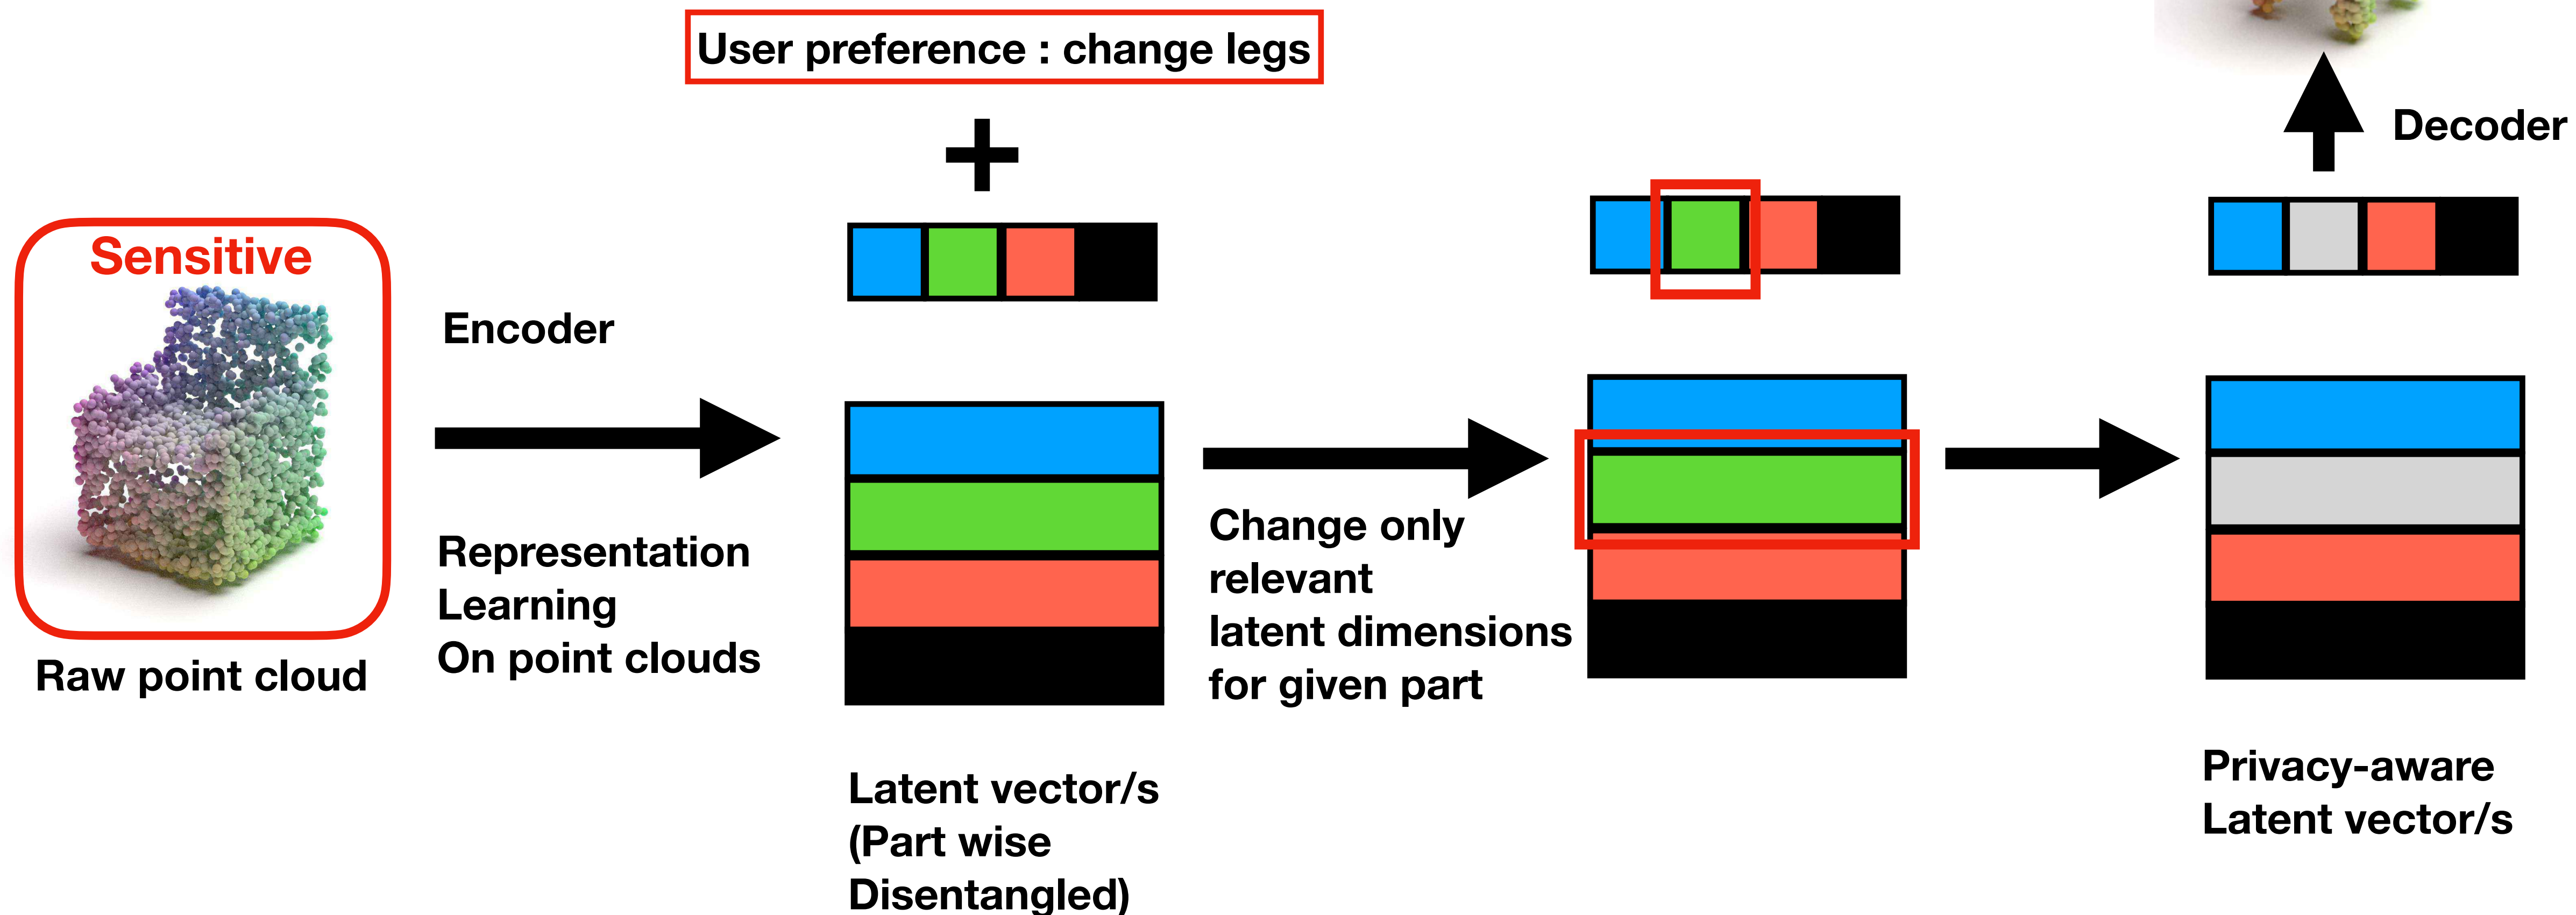 User preference : change legs
Decoder
Sensitive
Encoder
Raw point cloud
Representation
Learning
On point clouds
Change only
relevant
latent dimensions
for given part
Latent vector/s
(Part wise
Disentangled)
Privacy-aware
Latent vector/s